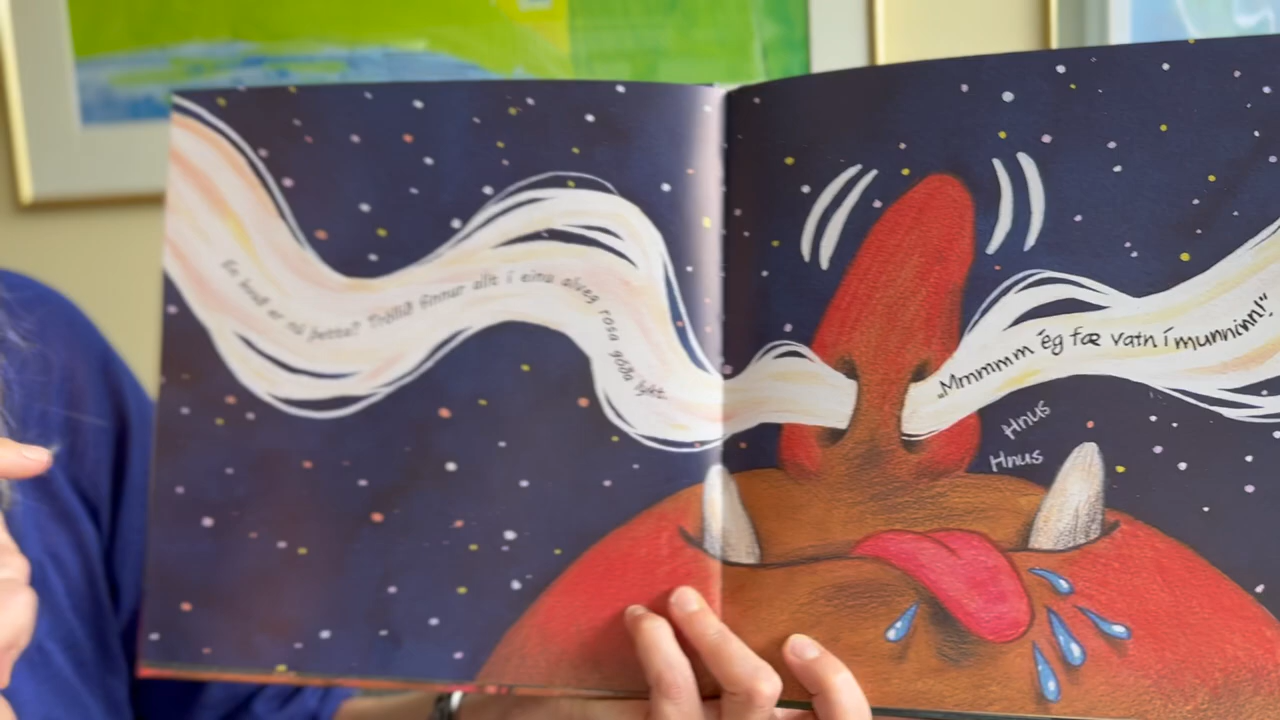 En hvað er nú þetta? Tröllið finnur allt í einu alveg rosa góða lykt.
„Mmmmm ég fæ vatn í munninn!“
Hnus
Hnus